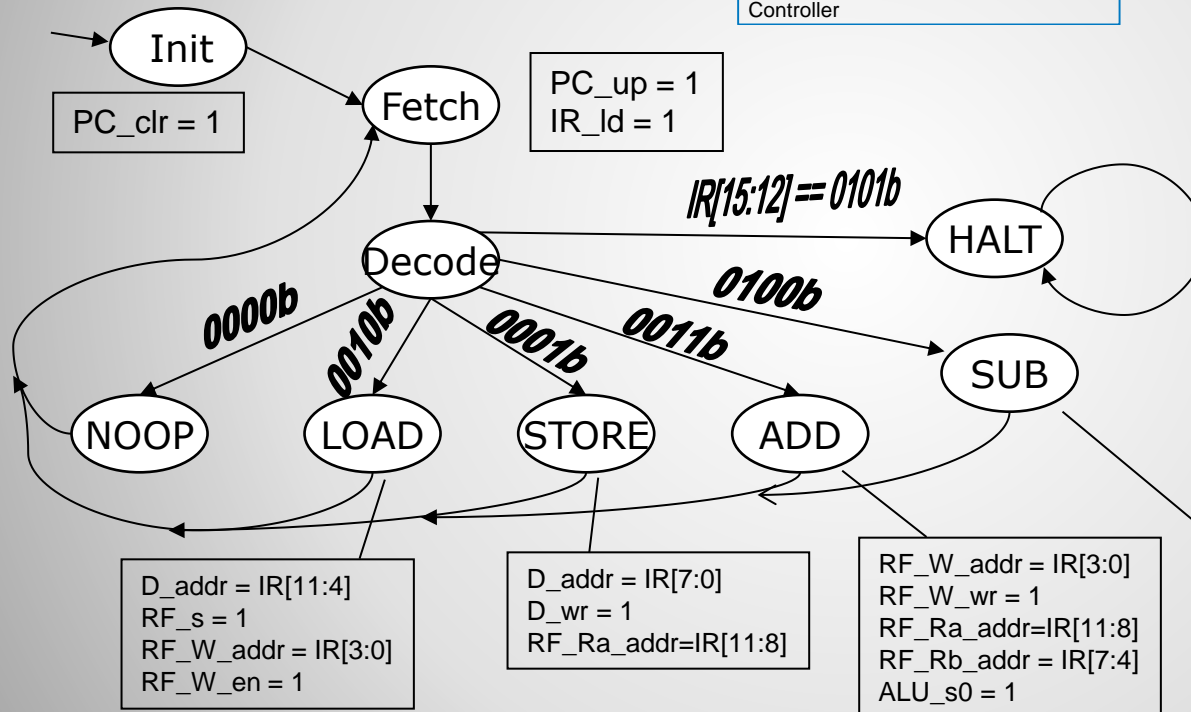 Controller
Init
PC_clr = 1
Fetch
PC_up = 1
IR_ld = 1
IR[15:12] == 0101b
HALT
Decode
0100b
0000b
0010b
0001b
0011b
SUB
NOOP
LOAD
STORE
ADD
D_addr = IR[11:4]
RF_s = 1
RF_W_addr = IR[3:0]
RF_W_en = 1
D_addr = IR[7:0]
D_wr = 1
RF_Ra_addr=IR[11:8]
RF_W_addr = IR[3:0]
RF_W_wr = 1
RF_Ra_addr=IR[11:8]
RF_Rb_addr = IR[7:4]
ALU_s0 = 1